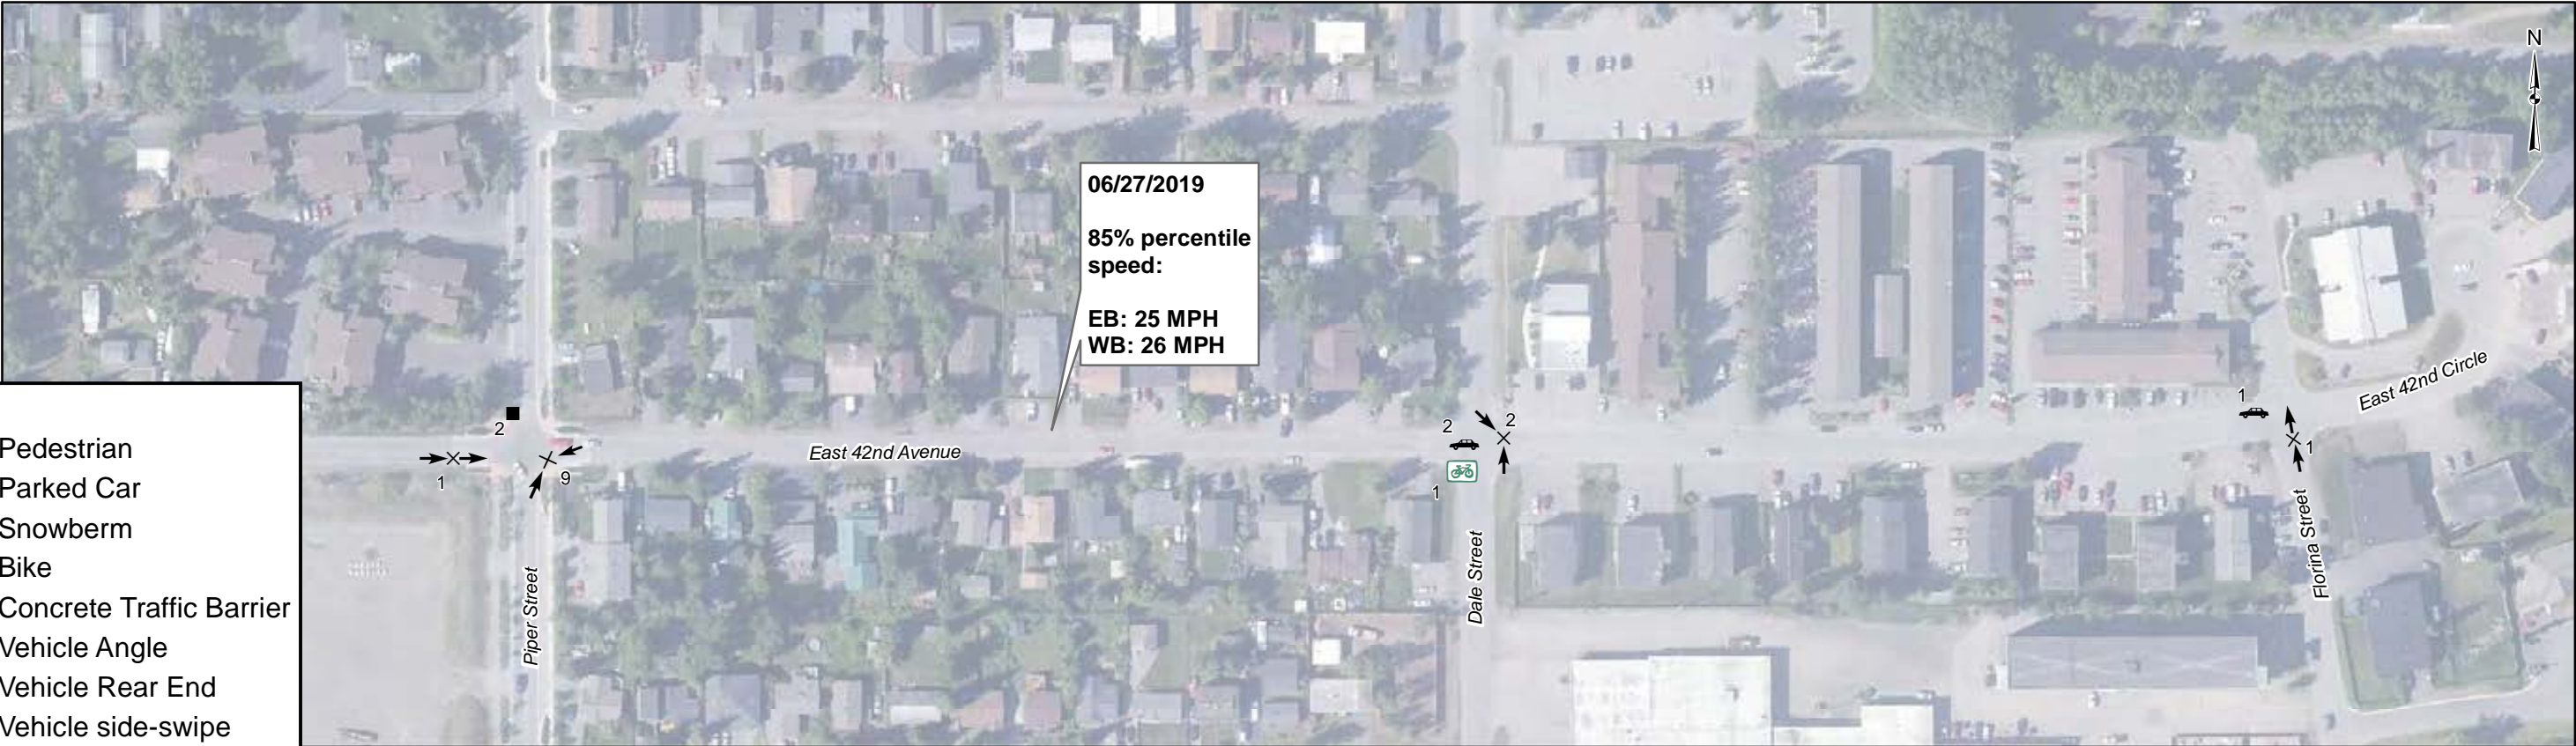 N
06/27/2019
85% percentile
speed:
EB: 25 MPH
WB: 26 MPH
East 42nd Circle
1
2
2
2
East 42nd Avenue
1
1
9
1
Piper Street
Dale Street
Florina Street
Pedestrian
Parked Car
Snowberm
Bike
Concrete Traffic Barrier
Vehicle Angle
Vehicle Rear End
Vehicle side-swipe